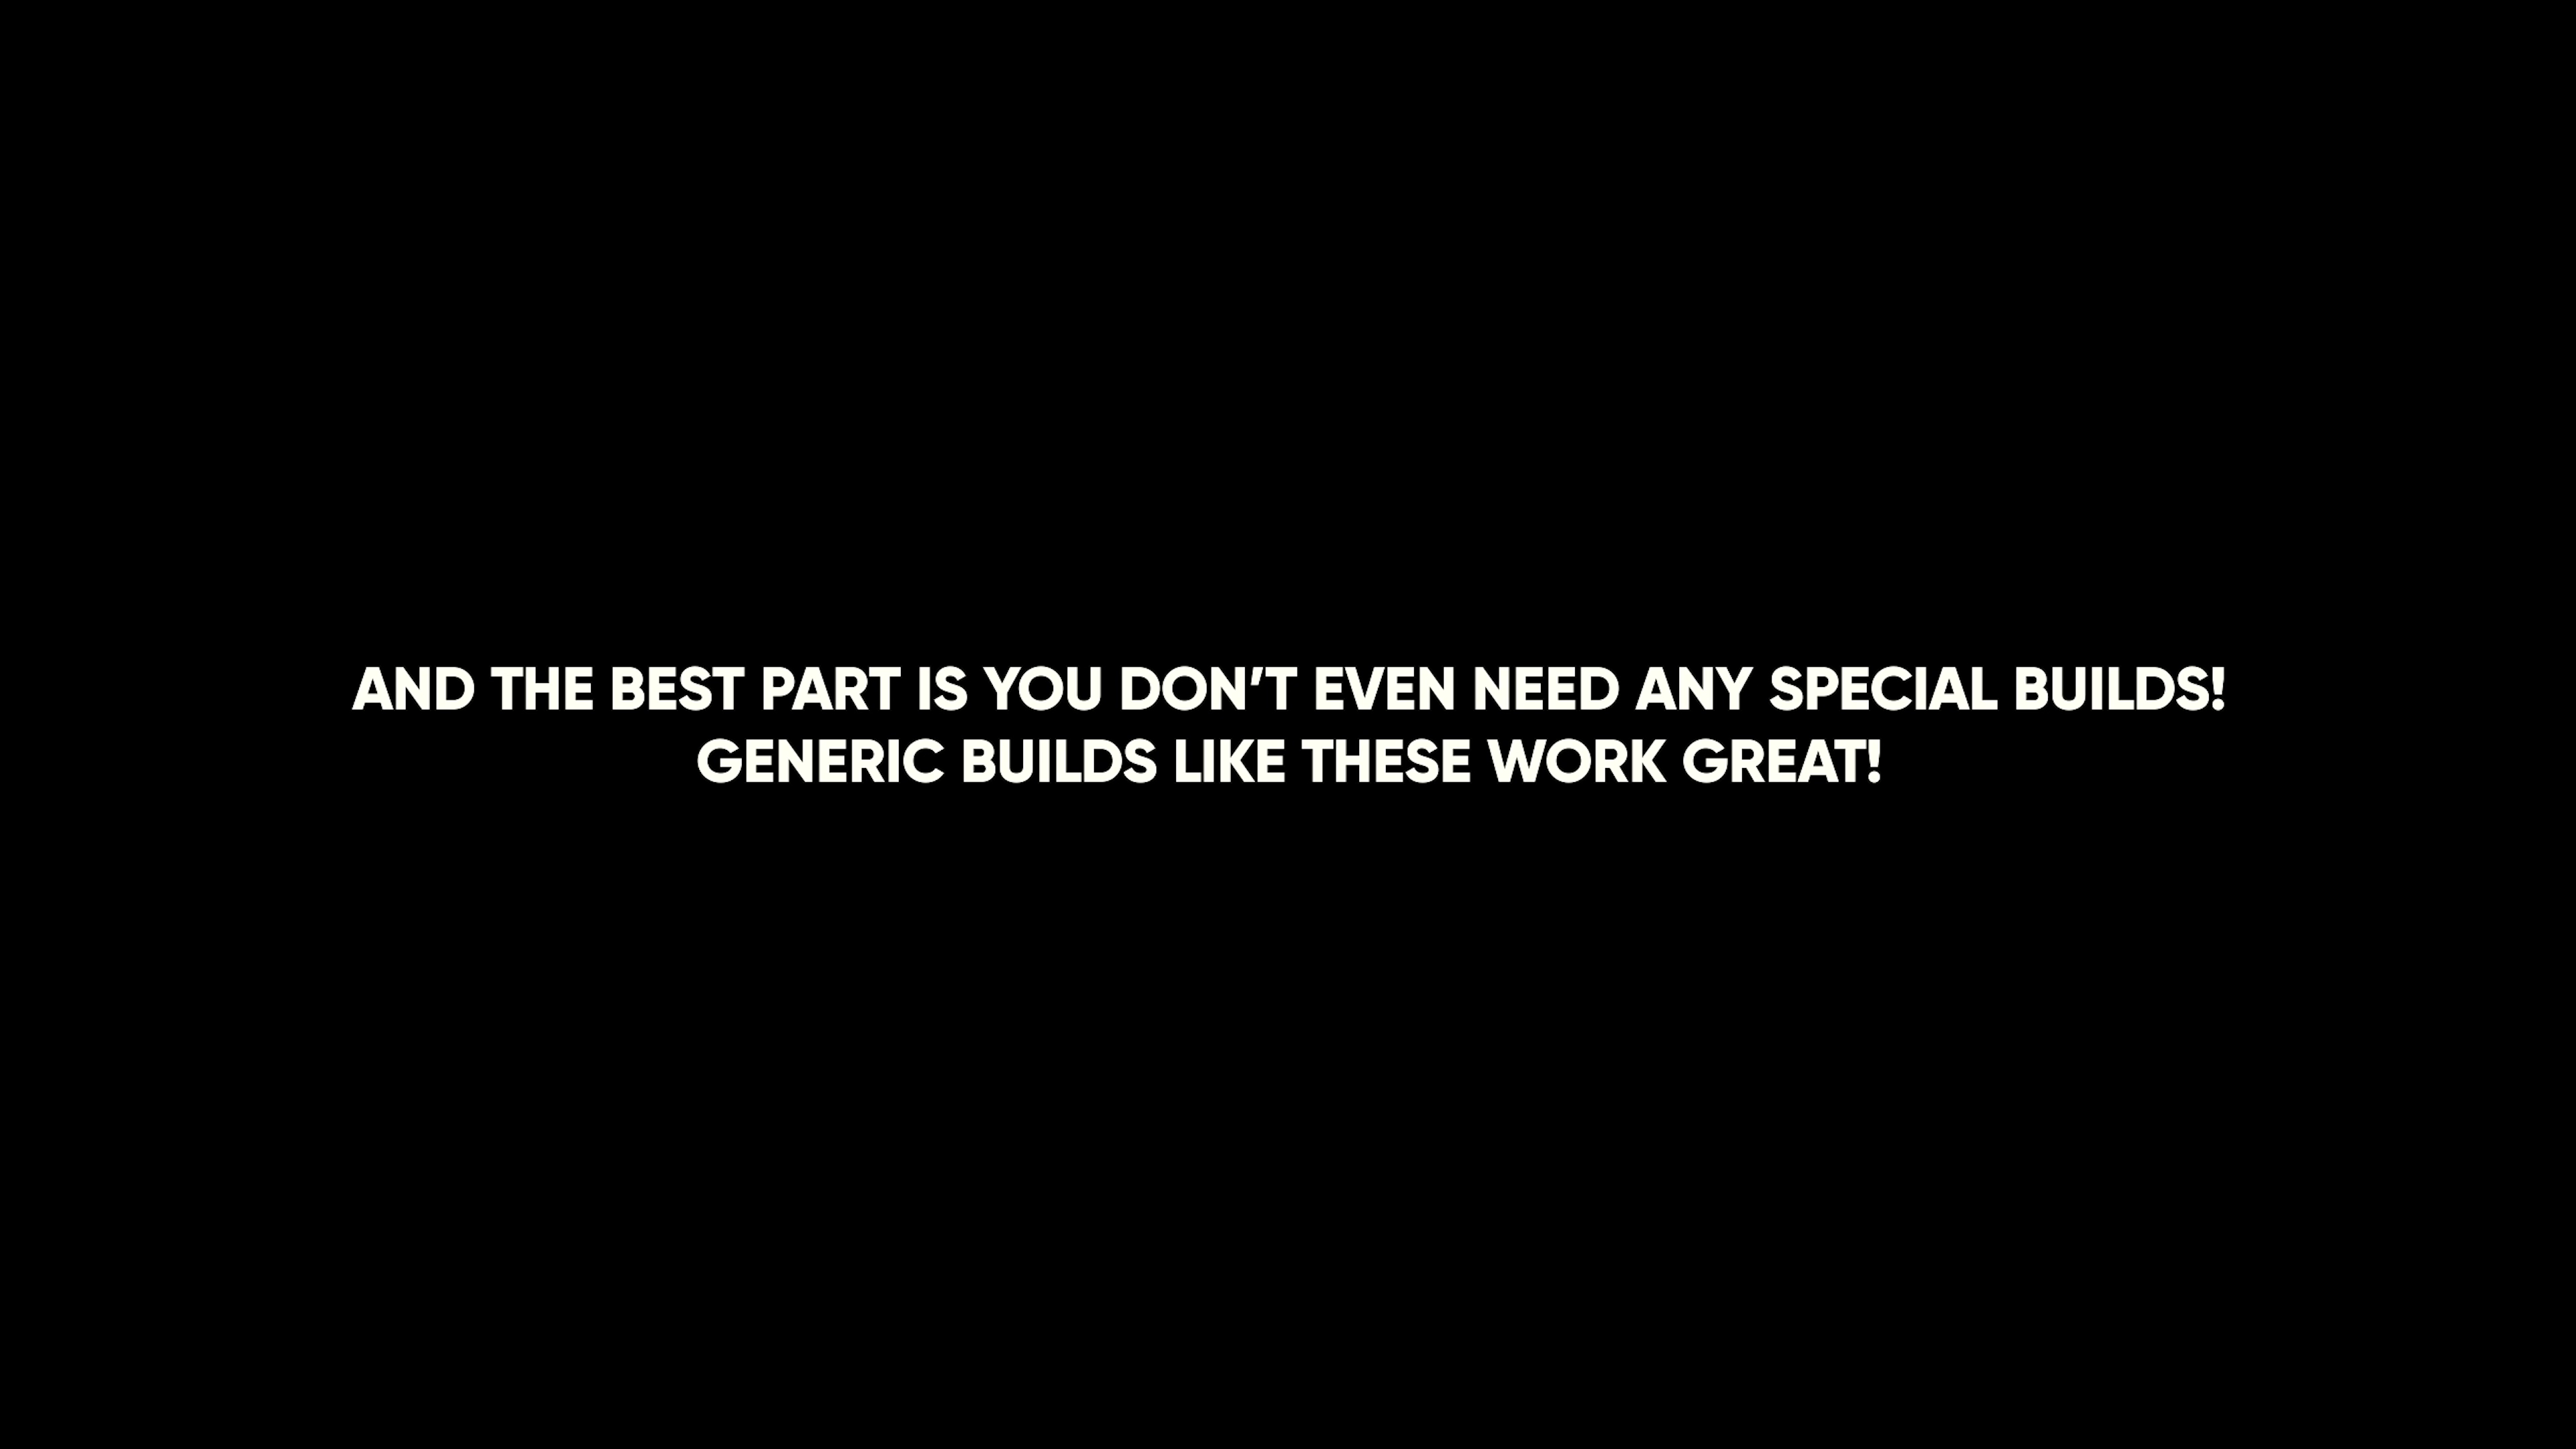 AND THE BEST PART IS YOU DON’T EVEN NEED ANY SPECIAL BUILDS!
GENERIC BUILDS LIKE THESE WORK GREAT!